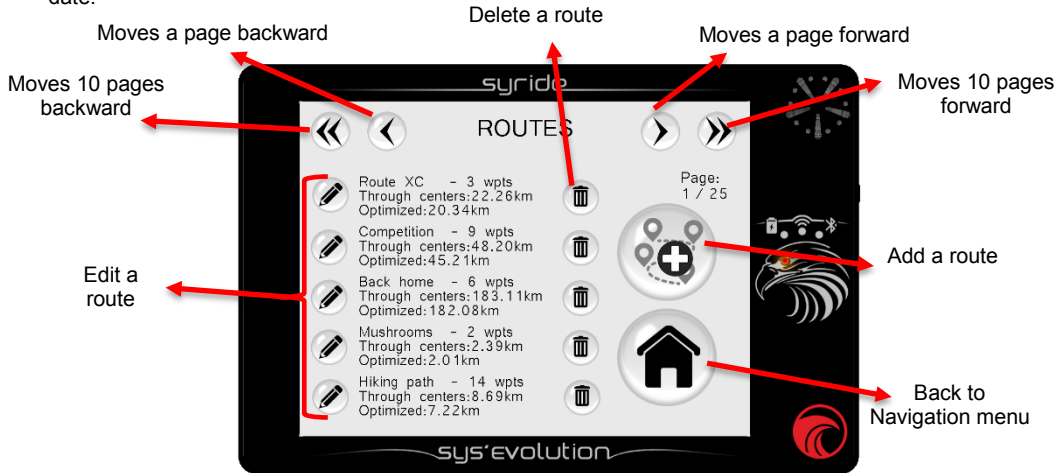 date.
Delete a route
Moves a page backward
Moves a page forward
Moves 10 pages
backward
Moves 10 pages
forward
syride
ROUTES
Page:
1 / 25
Route XC - 3 wpts
Through centers:22.26km
Optimized:20.34km
Competition - 9 wpts
Through centers:48.20km
Optimized:45.21km
Back home - 6 wpts
Through centers:183.11km
Optimized:182.08km
Mushrooms - 2 wpts
Through centers:2.39km
Optimized:2.01km
Hiking path - 14 wpts
Through centers:8.69km
Optimized:7.22km
Edit a
route
Add a route
Back to
Navigation menu
sys'evolution